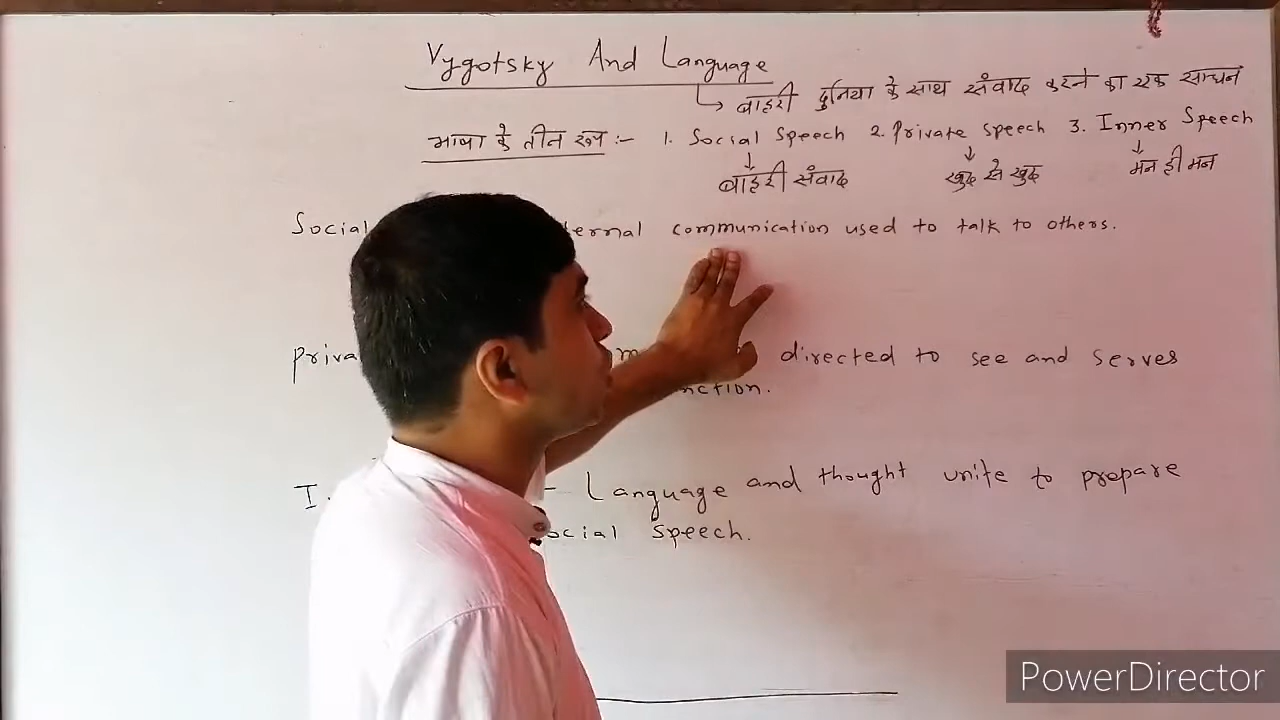 Vygotsky And Language
↳ बाहरी दुनिया के साथ संवाद करने का एक साधन
भाषा के तीन रूप :- 1. Social Speech 2. Private Speech 3. Inner Speech
↓ बाहरी संवाद ↓ खुद से खुद ↓ मन ही मन
Social ternal communication used to talk to others.
Priva directed to see and serves
nction.
I. - Language and thought unite to prepare
ocial Speech.
PowerDirector